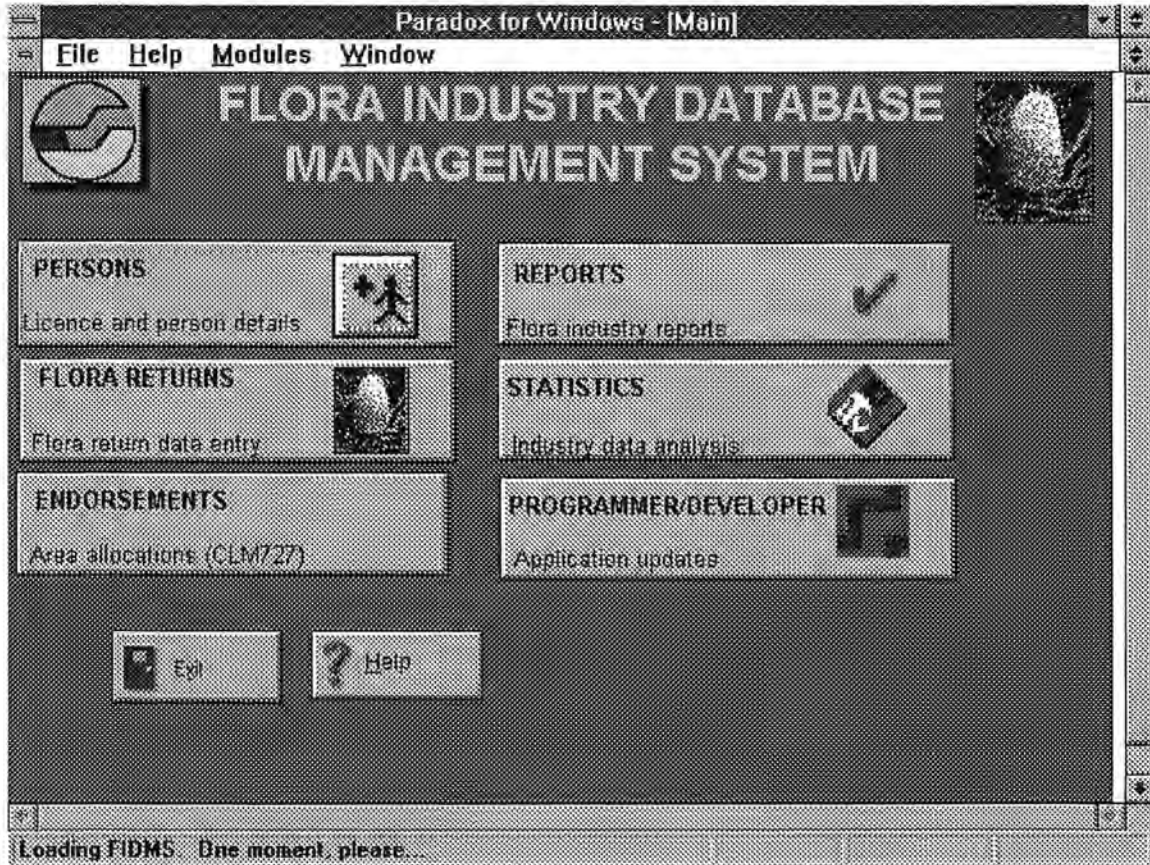 Paradox for Windows - [Main]
File Help Modules Window
FLORA INDUSTRY DATABASE
MANAGEMENT SYSTEM
PERSONS
Licence and person details
REPORTS
Flora industry reports
FLORA RETURNS
Flora return data entry
STATISTICS
Industry data analysis
ENDORSEMENTS
Area allocations (CLM727)
PROGRAMMER/DEVELOPER
Application updates
Exit
? Help
Loading FIDMS. One moment, please...